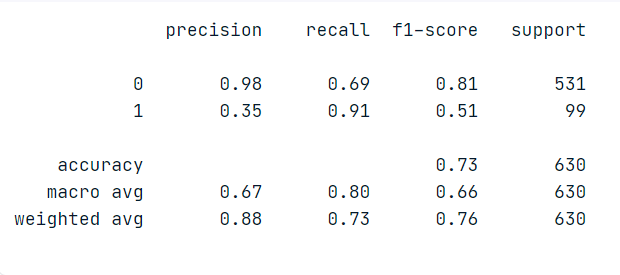 precision recall f1-score support
0 0.98 0.69 0.81 531
1 0.35 0.91 0.51 99
accuracy 0.73 630
macro avg 0.67 0.80 0.66 630
weighted avg 0.88 0.73 0.76 630